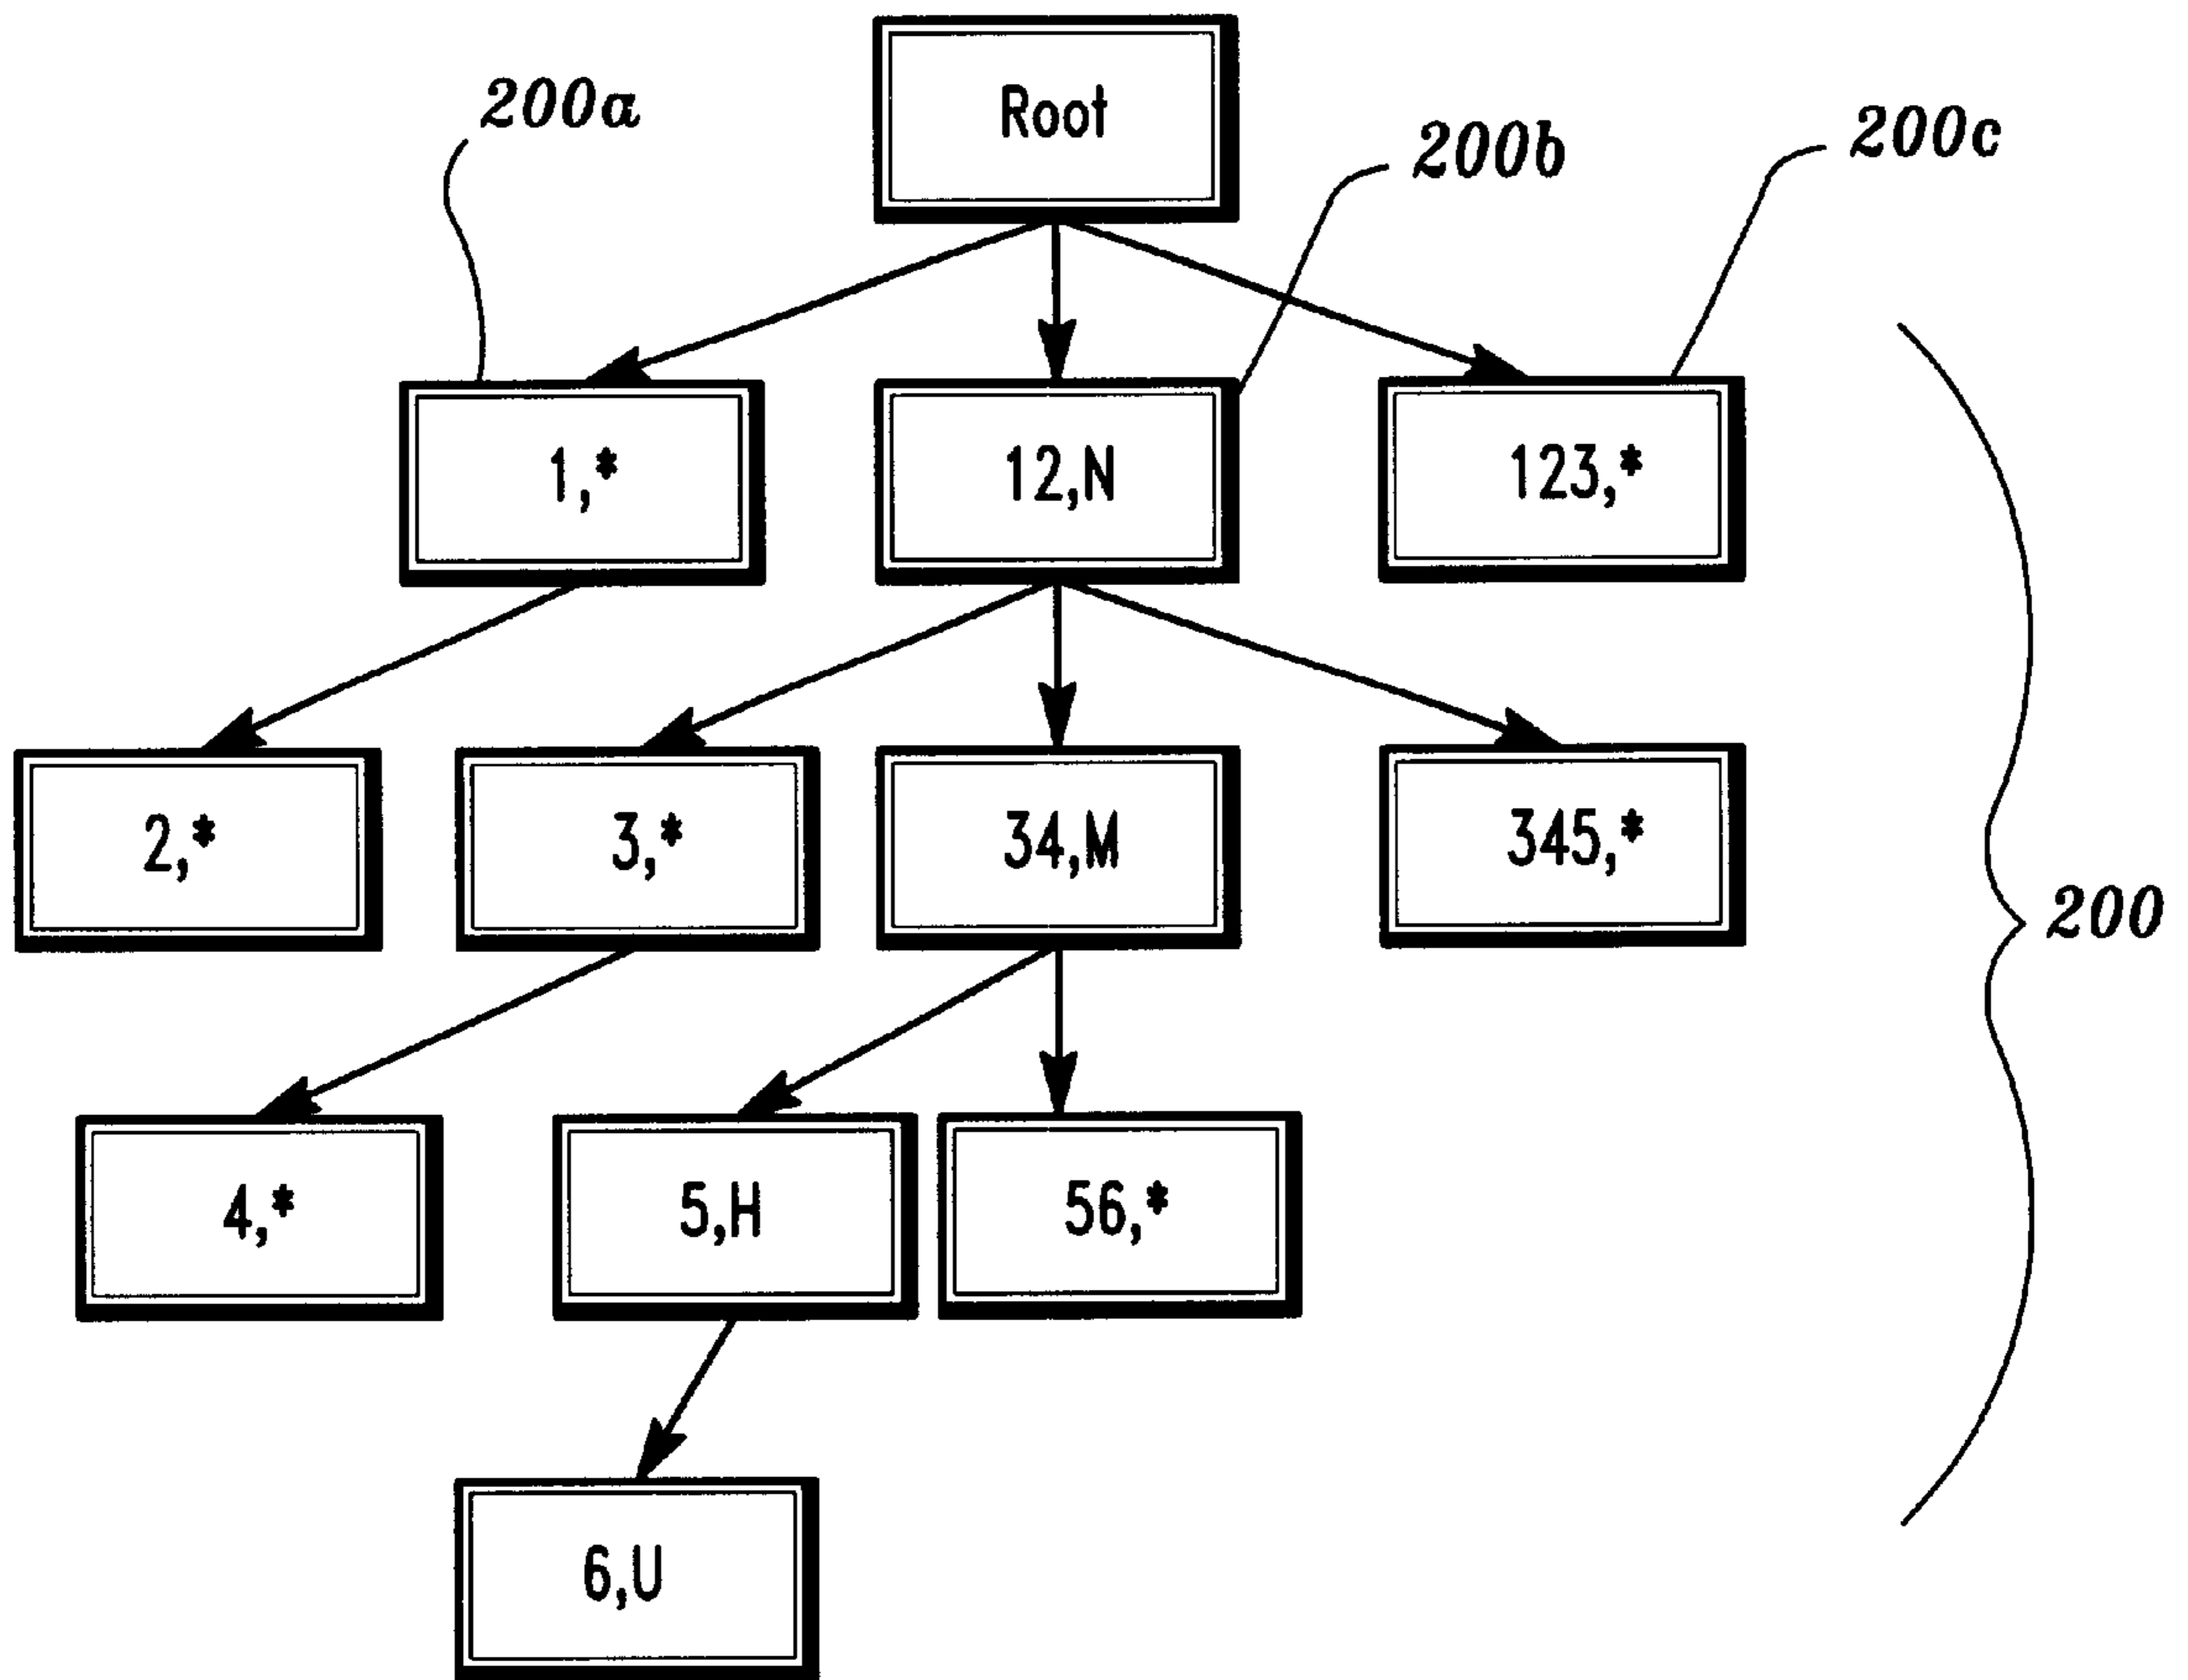 Root
200a
200b
200c
1,*
12,N
123,*
2,*
3,*
34,M
345,*
200
4,*
5,H
56,*
6,U